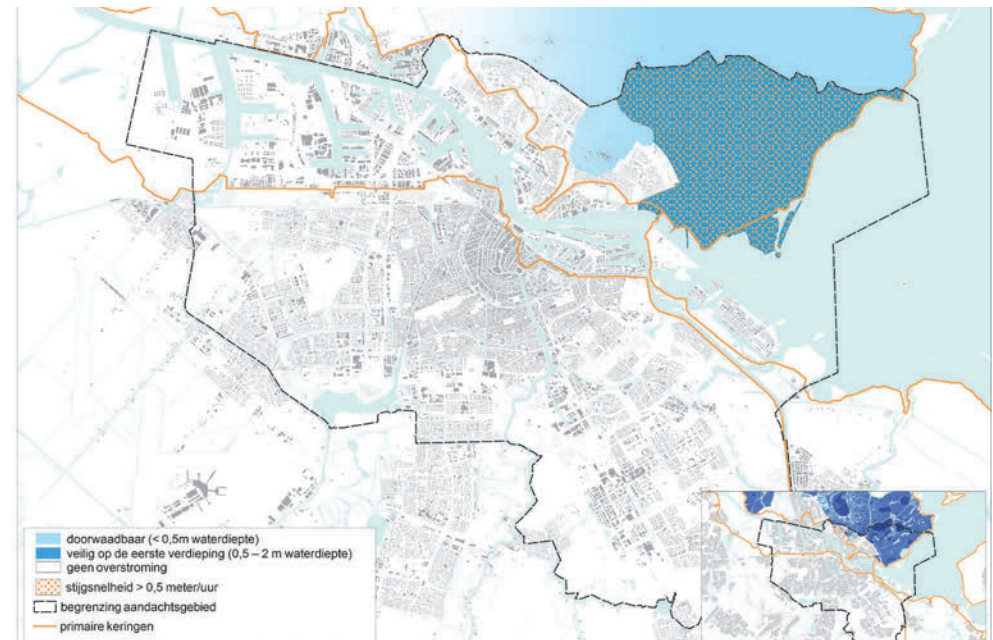 doorwaadbaar (< 0,5m waterdiepte)
veilig op de eerste verdieping (0,5 – 2 m waterdiepte)
geen overstroming
stijgsnelheid > 0,5 meter/uur
begrenzing aandachtsgebied
primaire keringen